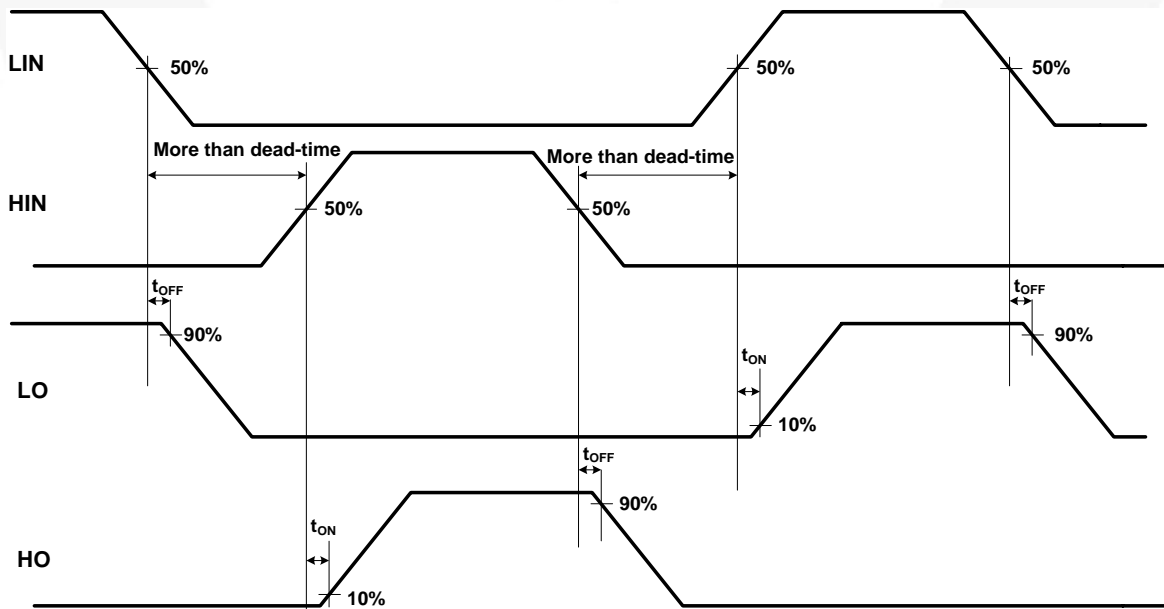 LIN
50%
50%
50%
More than dead-time
More than dead-time
HIN
50%
50%
tOFF
tOFF
90%
90%
LO
tON
10%
tOFF
90%
tON
HO
10%